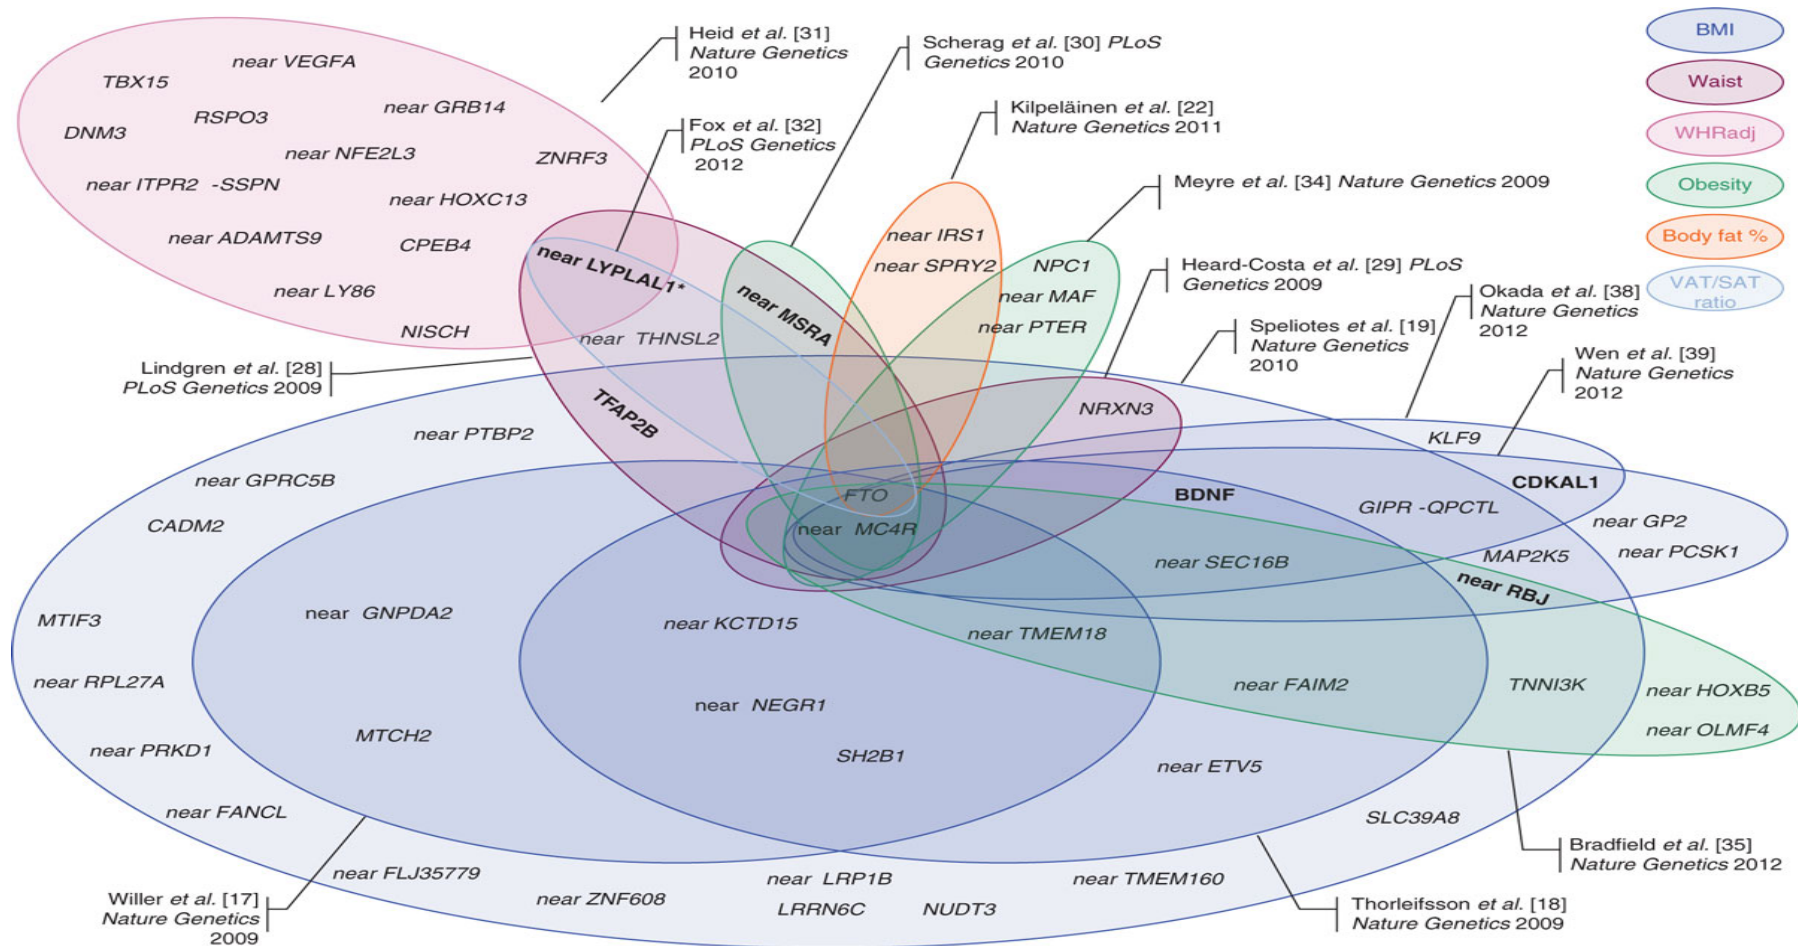 Heid et al. [31]
Nature Genetics
2010
Scherag et al. [30] PLoS
Genetics 2010
BMI
Waist
WHRadj
Obesity
Body fat %
VAT/SAT
ratio
near VEGFA
TBX15
near GRB14
RSPO3
DNM3
near NFE2L3
ZNRF3
near ITPR2 -SSPN
near HOXC13
near ADAMTS9
CPEB4
near LY86
NISCH
Fox et al. [32]
PLoS Genetics
2012
Kilpeläinen et al. [22]
Nature Genetics 2011
Meyre et al. [34] Nature Genetics 2009
Heard-Costa et al. [29] PLoS
Genetics 2009
Okada et al. [38]
Nature Genetics
2012
Speliotes et al. [19]
Nature Genetics
2010
Wen et al. [39]
Nature Genetics
2012
Lindgren et al. [28]
PLoS Genetics 2009
near LYPLAL1*
near THNSL2
near MSRA
TFAP2B
near IRS1
near SPRY2
NPC1
near MAF
near PTER
NRXN3
KLF9
CDKAL1
BDNF
GIPR -QPCTL
near GP2
near PCSK1
MAP2K5
near RBJ
near SEC16B
FTO
near MC4R
near PTBP2
near GPRC5B
CADM2
MTIF3
near GNPDA2
near KCTD15
near TMEM18
near RPL27A
near NEGR1
near FAIM2
TNNI3K
near HOXB5
near OLMF4
near PRKD1
MTCH2
SH2B1
near ETV5
near FANCL
SLC39A8
near FLJ35779
near ZNF608
near LRP1B
LRRN6C
NUDT3
near TMEM160
Bradfield et al. [35]
Nature Genetics 2012
Willer et al. [17]
Nature Genetics
2009
Thorleifsson et al. [18]
Nature Genetics
2009